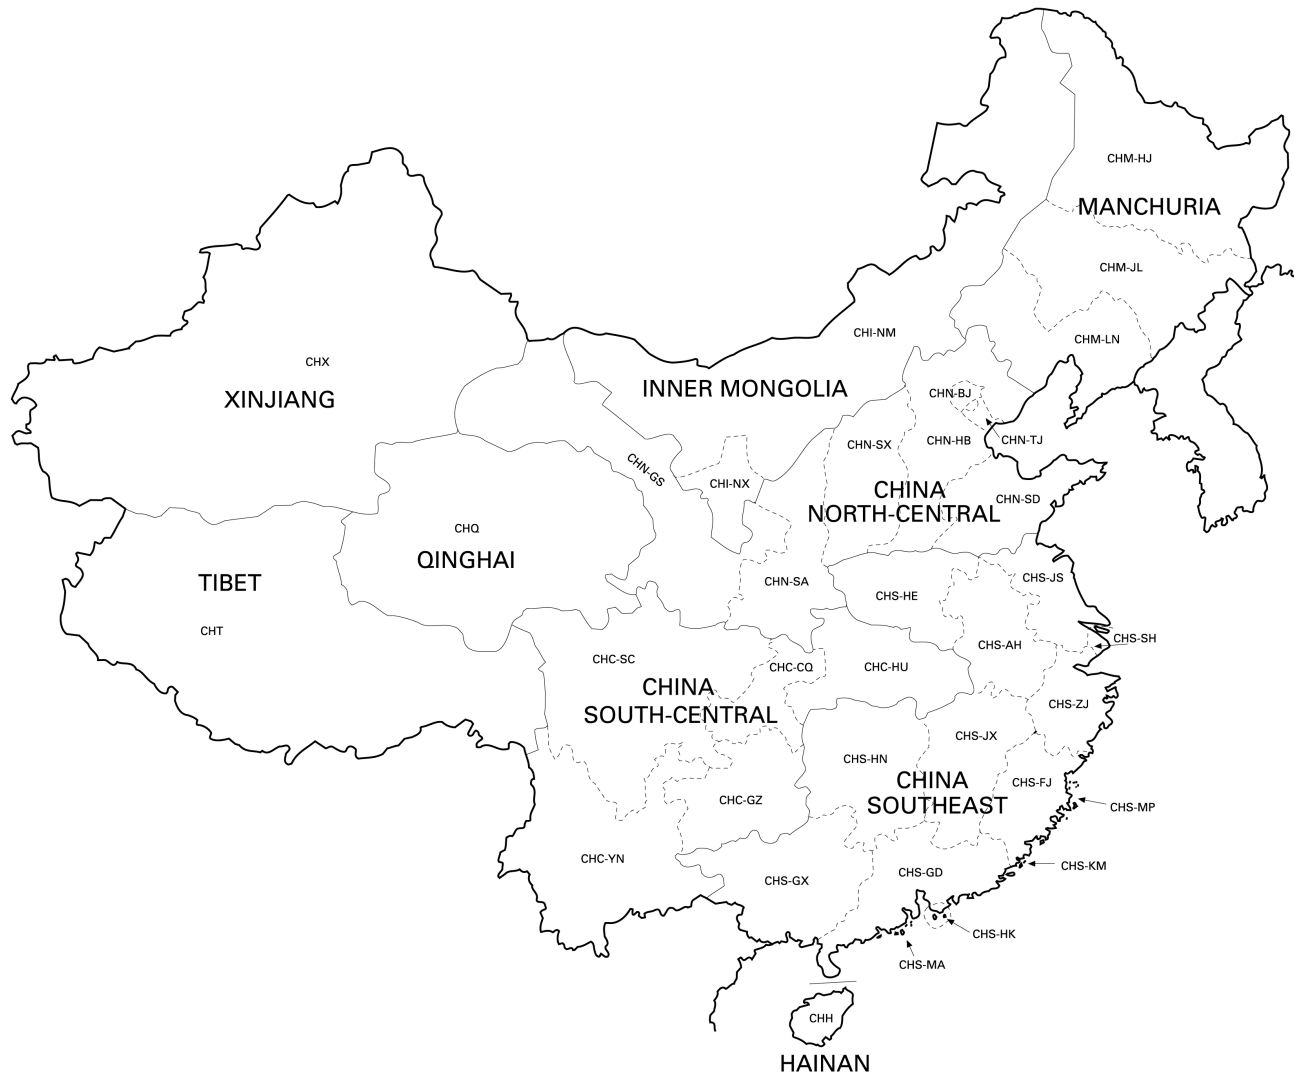 CHM-HJ
MANCHURIA
CHM-JL
CHI-NM
CHM-LN
CHX
XINJIANG
INNER MONGOLIA
CHN-BJ
CHN-SX
CHN-HB
CHN-TJ
CHN-GS
CHI-NX
CHINA
NORTH-CENTRAL
CHN-SD
CHQ
QINGHAI
TIBET
CHT
CHN-SA
CHS-HE
CHS-JS
CHS-SH
CHS-AH
CHC-SC
CHC-CQ
CHC-HU
CHINA
SOUTH-CENTRAL
CHS-ZJ
CHS-JX
CHS-HN
CHINA
SOUTHEAST
CHS-FJ
CHC-GZ
CHS-MP
CHC-YN
CHS-KM
CHS-GX
CHS-GD
CHS-HK
CHS-MA
CHH
HAINAN